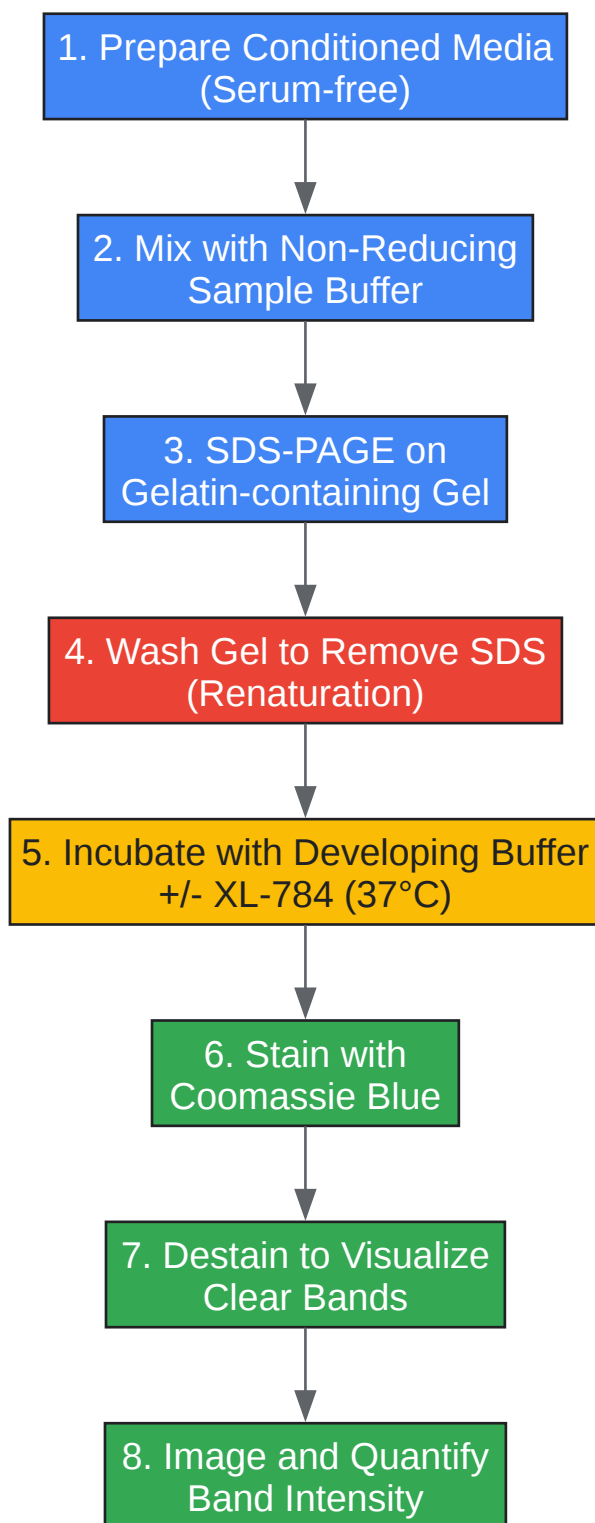 1. Prepare Conditioned Media
(Serum-free)
2. Mix with Non-Reducing
Sample Buffer
3. SDS-PAGE on
Gelatin-containing Gel
4. Wash Gel to Remove SDS
(Renaturation)
5. Incubate with Developing Buffer
+/- XL-784 (37°C)
6. Stain with
Coomassie Blue
7. Destain to Visualize
Clear Bands
8. Image and Quantify
Band Intensity